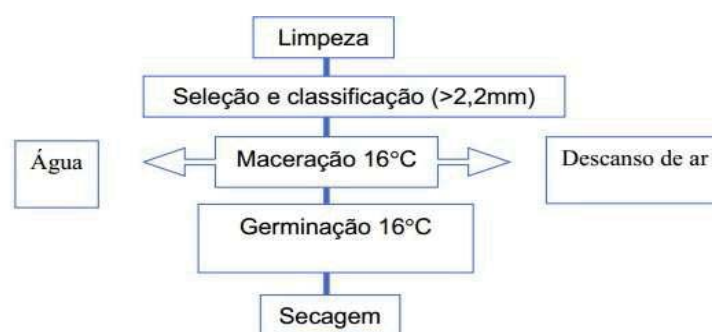 Limpeza
Seleção e classificação (>2,2mm)
Água
Maceração 16°C
Descanso de ar
Germinação 16°C
Secagem